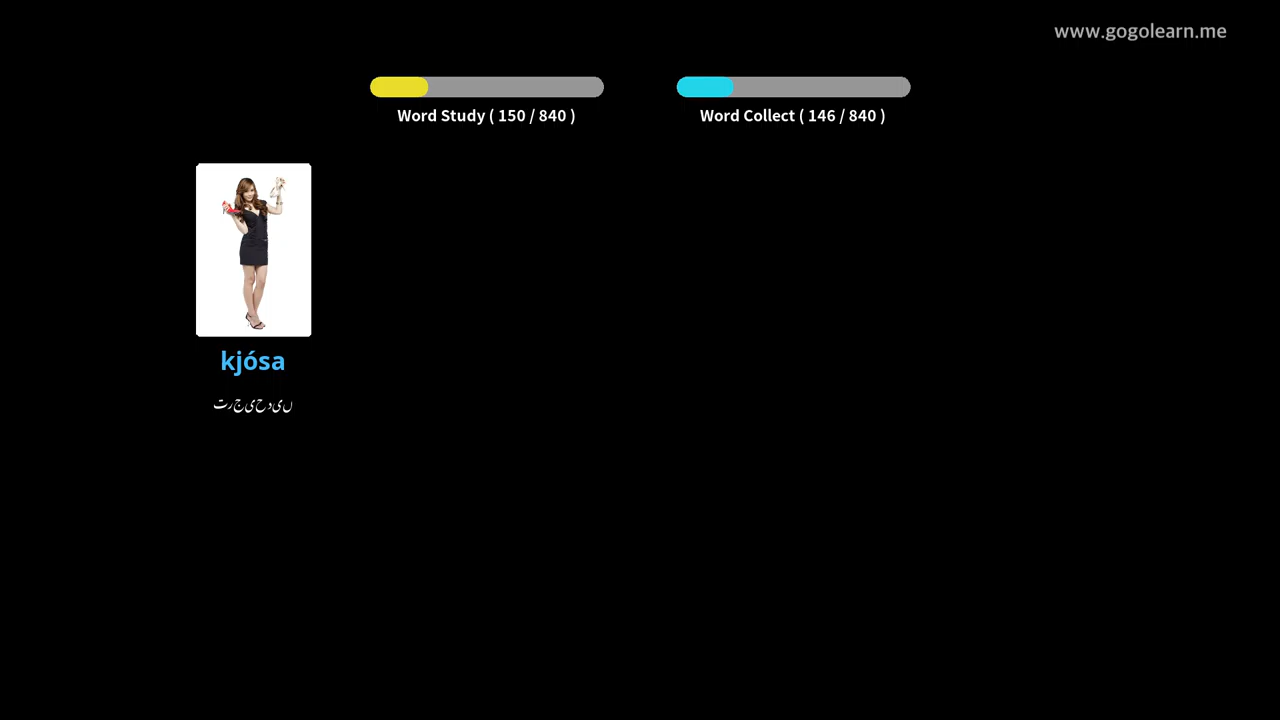 www.gogolearn.me
Word Study ( 150 / 840 )
Word Collect ( 146 / 840 )
kjósa
ترجیح دیں